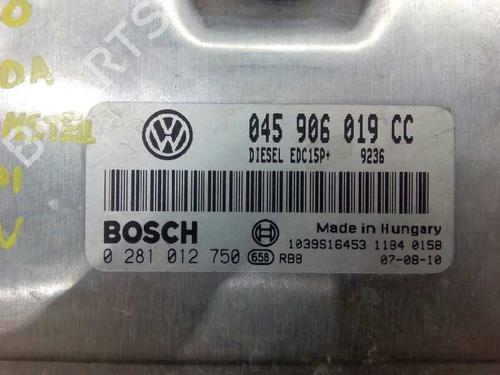 045 906 019 CC
DIESEL EDC15P+ 9236
BOSCH
Made in Hungary
1039S16453 1184 0158
0 281 012 750 658 RB8 07-08-10